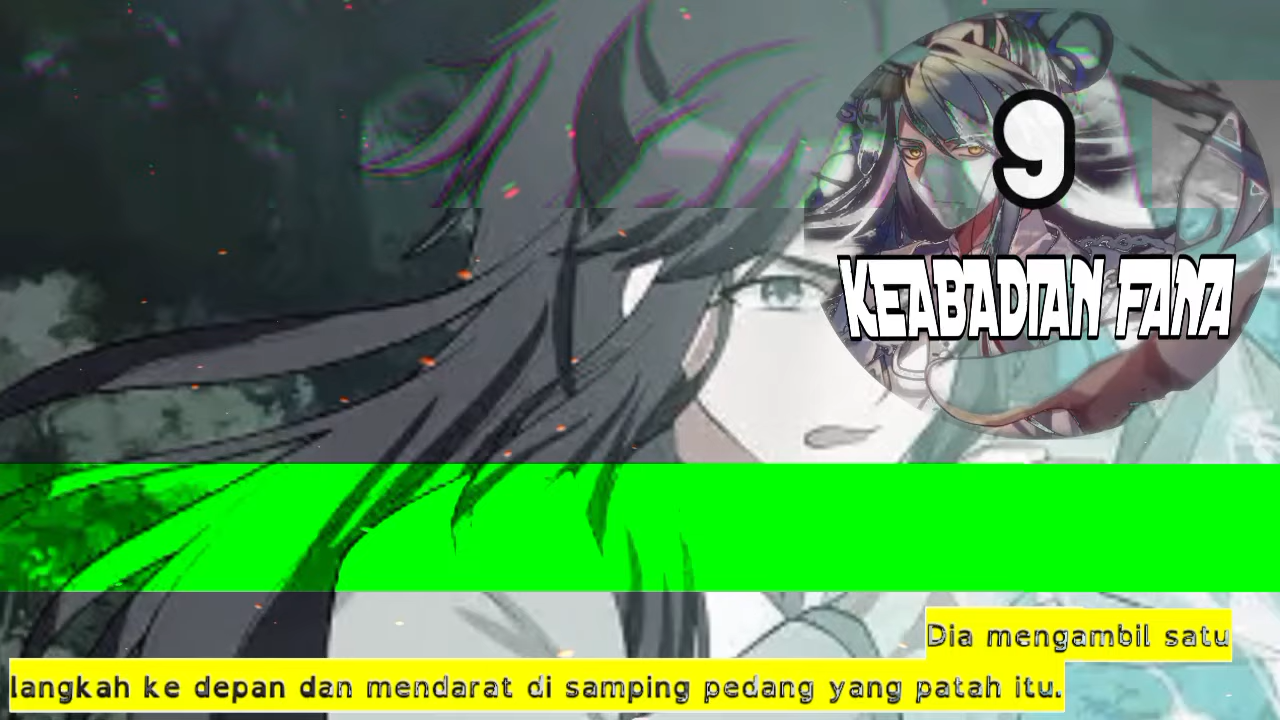 9
KEABADIAN FANA
Dia mengambil satu
langkah ke depan dan mendarat di samping pedang yang patah itu.